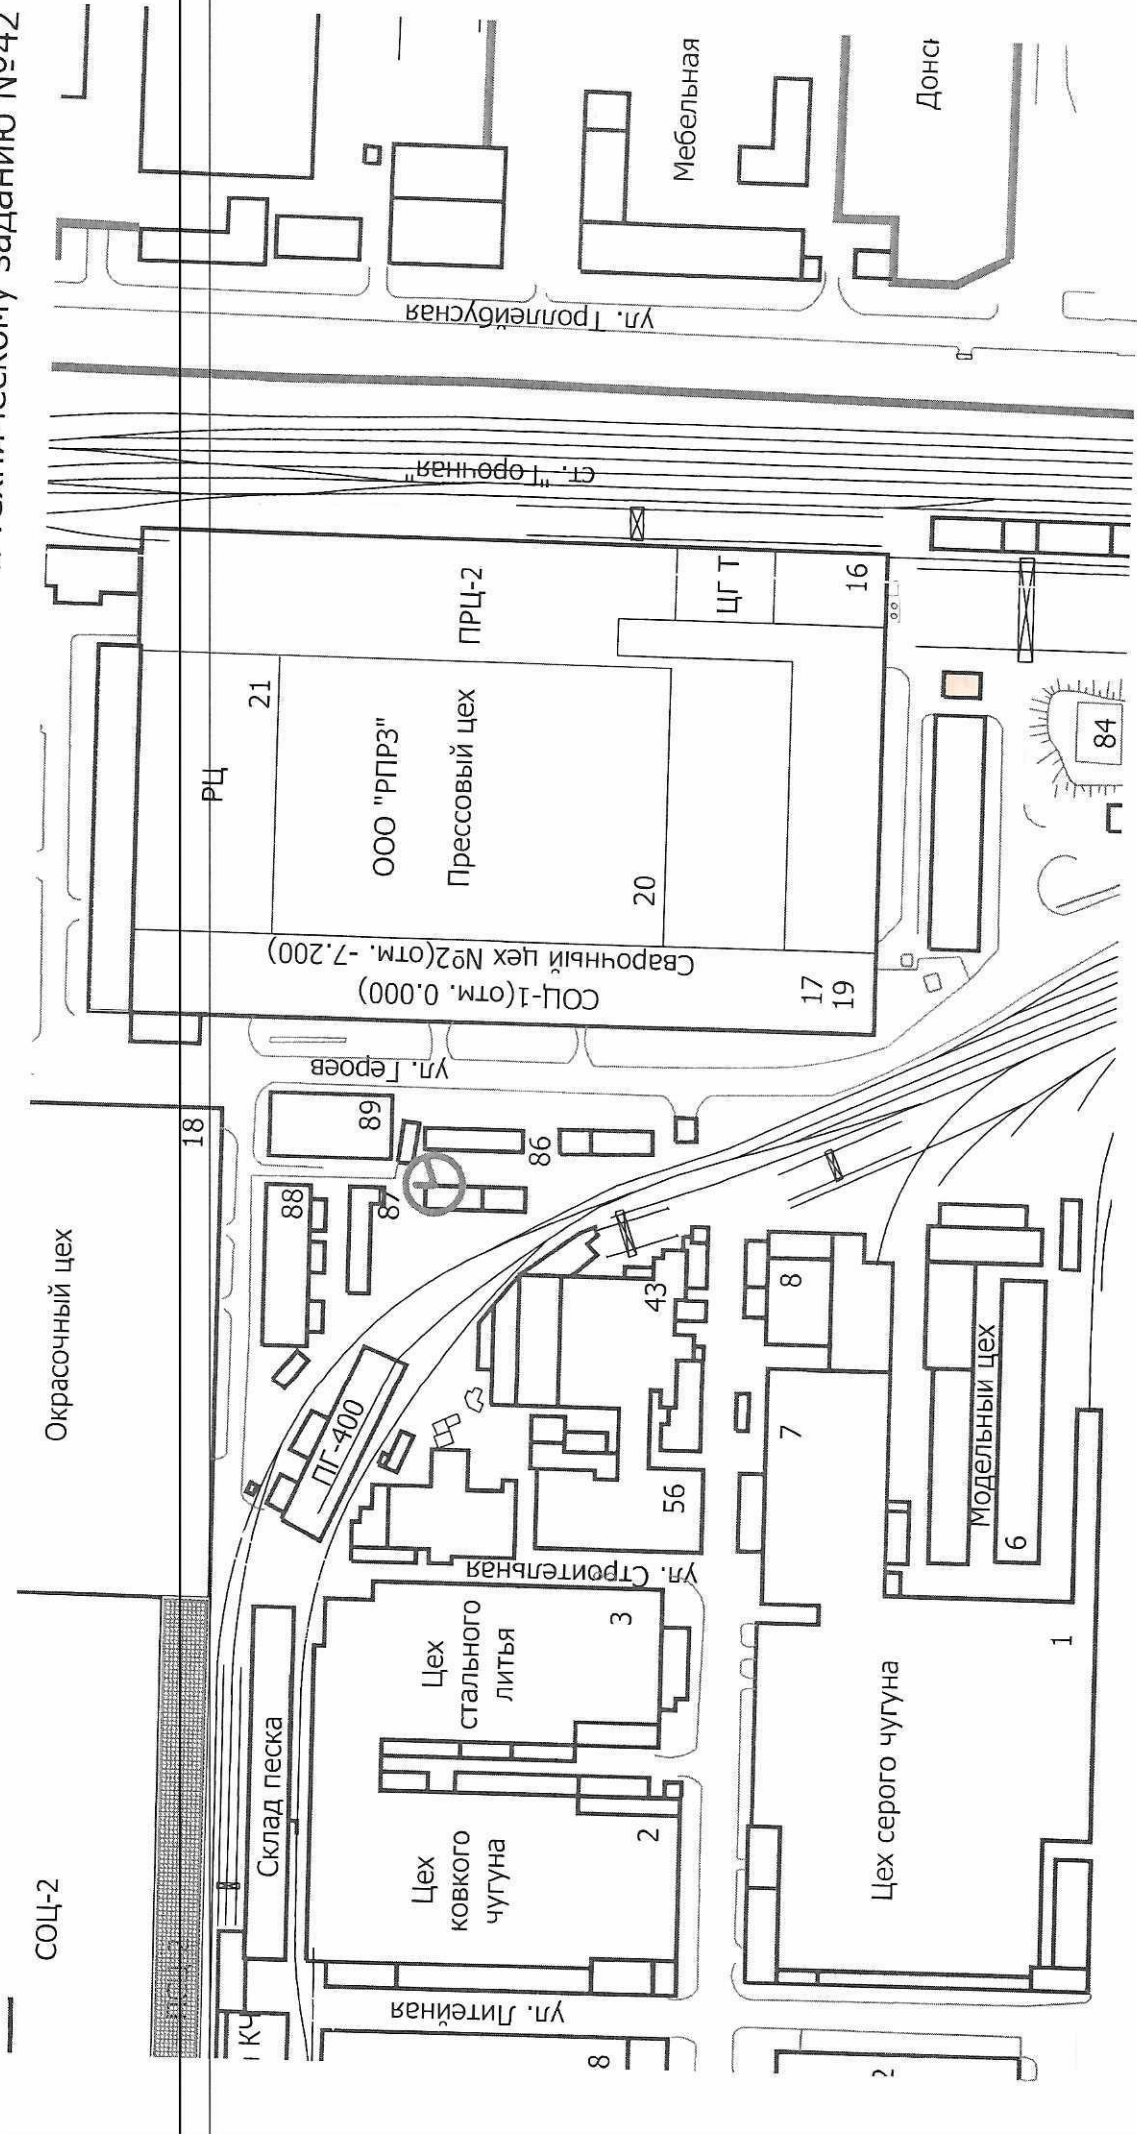 техническому заданию №42
СОЦ-2
Окрасочный цех
18
КЧ
Склад песка
ПГ-400
88
87
89
86
ул. Героев
РЦ
21
ООО "РПРЗ"
Прессовый цех
20
ПРЦ-2
ЦГТ
16
Сварочный цех №2(отм. -7.200)
СОЦ-1(отм. 0.000)
17
19
ст. "Горочная"
ул. Троллейбусная
Мебельная
Донс
84
43
56
ул. Строительная
Цех
стального
литья
3
Цех
ковкого
чугуна
2
ул. Литейная
8
8
7
Модельный цех
6
1
Цех серого чугуна
2